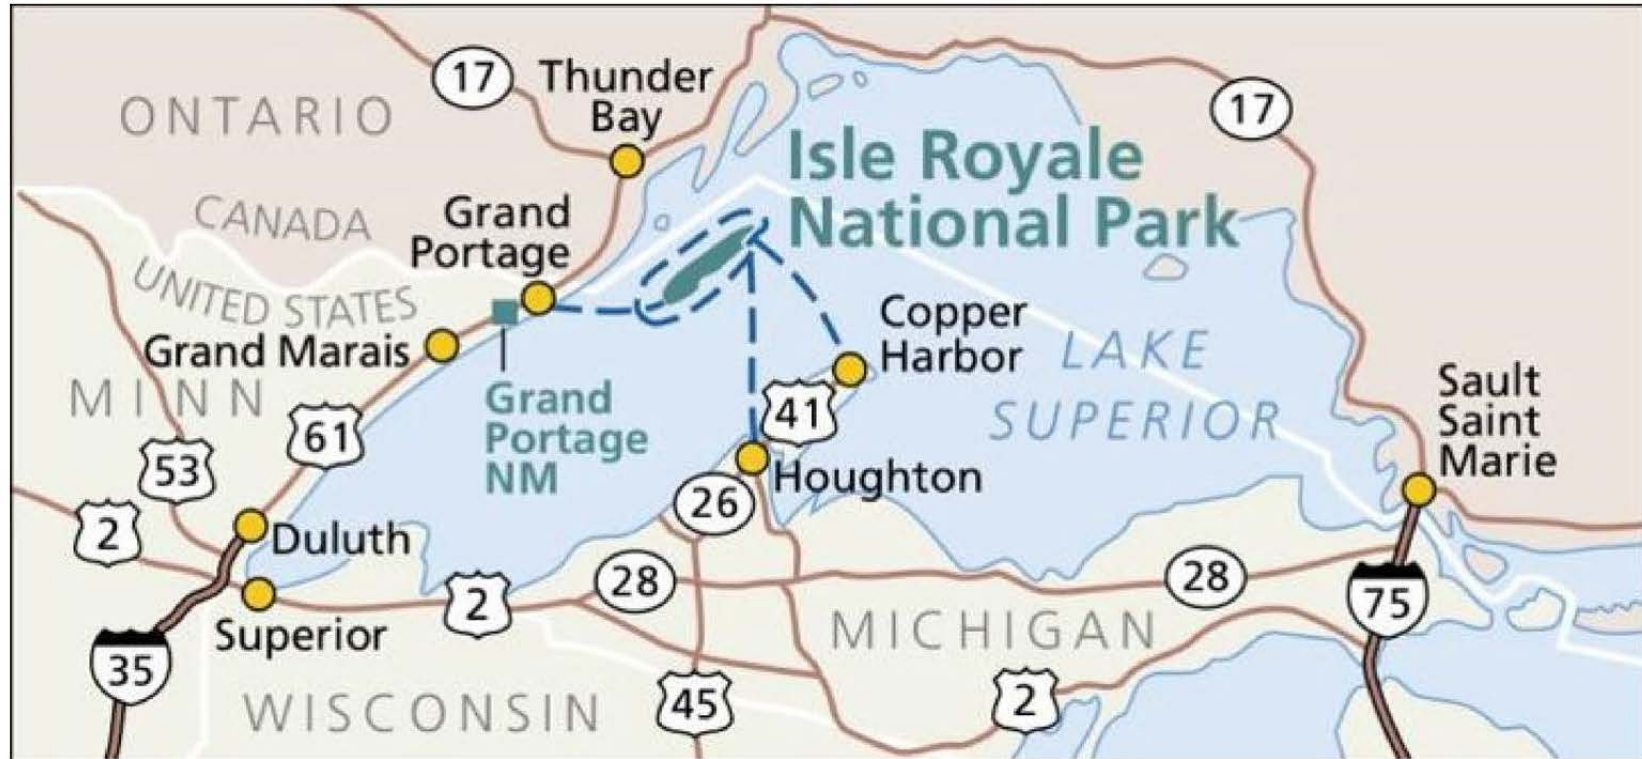 17
Thunder
Bay
17
ONTARIO
Isle Royale
National Park
CANADA
Grand
Portage
UNITED STATES
Grand Marais
Copper
Harbor
LAKE
SUPERIOR
MINN
Grand
Portage
NM
61
41
Sault
Saint
Marie
53
Houghton
26
2
Duluth
28
2
28
75
Superior
MICHIGAN
35
WISCONSIN
45
2